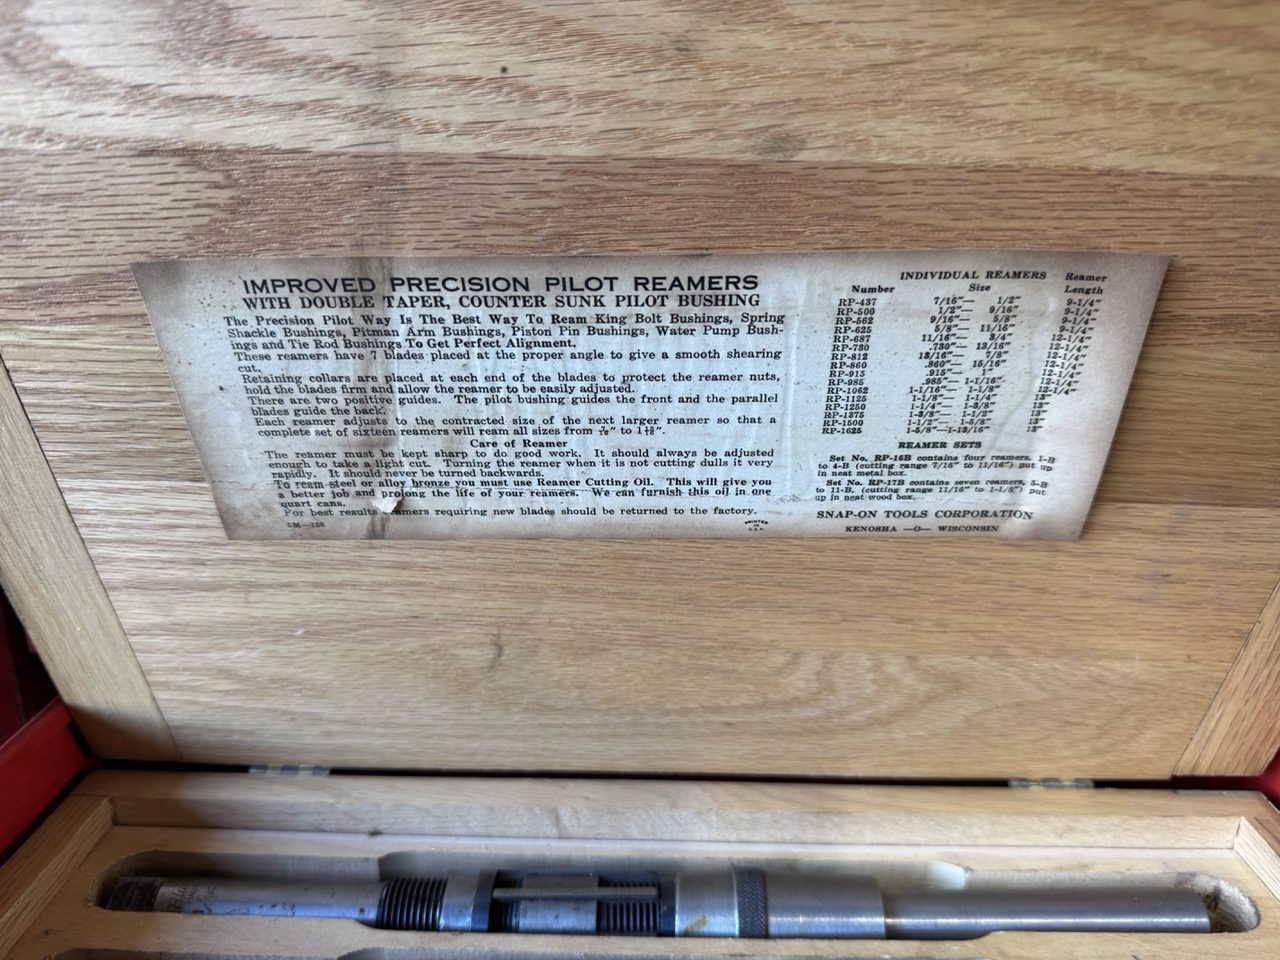 IMPROVED PRECISION PILOT REAMERS
WITH DOUBLE TAPER, COUNTER SUNK PILOT BUSHING
The Precision Pilot Way Is The Best Way To Ream King Bolt Bushings, Spring
Shackle Bushings, Pitman Arm Bushings, Piston Pin Bushings, Water Pump Bush-
ings and Tie Rod Bushings To Get Perfect Alignment.
These reamers have 7 blades placed at the proper angle to give a smooth shearing
cut.
Retaining collars are placed at each end of the blades to protect the reamer nuts,
hold the blades firm and allow the reamer to be easily adjusted.
There are two positive guides. The pilot bushing guides the front and the parallel
blades guide the back.
Each reamer adjusts to the contracted size of the next larger reamer so that a
complete set of sixteen reamers will ream all sizes from to
Care of Reamer
The reamer must be kept sharp to do good work. It should always be adjusted
enough to take a light cut. Turning the reamer when it is not cutting dulls it very
rapidly. It should never be turned backwards.
To ream steel or alloy bronze you must use Reamer Cutting Oil. This will give you
a better job and prolong the life of your reamers. We can furnish this oil in one
quart cans.
For best results reamers requiring new blades should be returned to the factory.
5M—158
PRINTED
IN
U.S.A.
INDIVIDUAL REAMERS
Number Size Reamer Length
RP-437 7/16"— 1/2" 9-1/4"
RP-500 1/2"— 9/16" 9-1/4"
RP-562 9/16"— 5/8" 9-1/4"
RP-625 5/8"— 11/16" 9-1/4"
RP-687 11/16"— 3/4" 12-1/4"
RP-730 .730"— 13/16" 12-1/4"
RP-812 13/16"— 7/8" 12-1/4"
RP-860 .860"— 15/16" 12-1/4"
RP-915 .915"— 1" 12-1/4"
RP-985 .985"— 1-1/16" 12-1/4"
RP-1062 1-1/16"— 1-1/8" 12-1/4"
RP-1125 1-1/8"— 1-1/4" 13"
RP-1250 1-1/4"— 1-3/8" 13"
RP-1375 1-3/8"— 1-1/2" 13"
RP-1500 1-1/2"— 1-5/8" 13"
RP-1625 1-5/8"—1-13/16" 13"
REAMER SETS
Set No. RP-16B contains four reamers, 1-B
to 4-B (cutting range 7/16" to 11/16") put up
in neat metal box.
Set No. RP-17B contains seven reamers, 5-B
to 11-B, (cutting range 11/16" to 1-1/8") put
up in neat wood box.
SNAP-ON TOOLS CORPORATION
KENOSHA —O— WISCONSIN